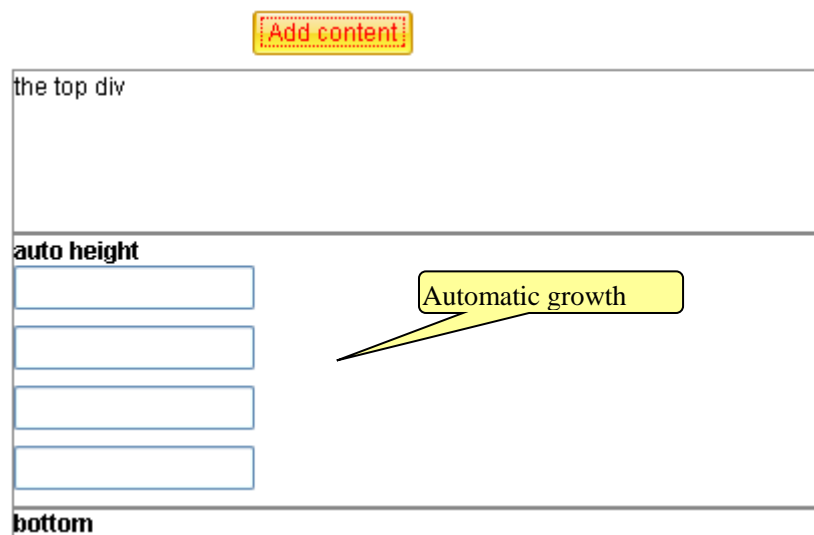 Add content
the top div
auto height
Automatic growth
bottom